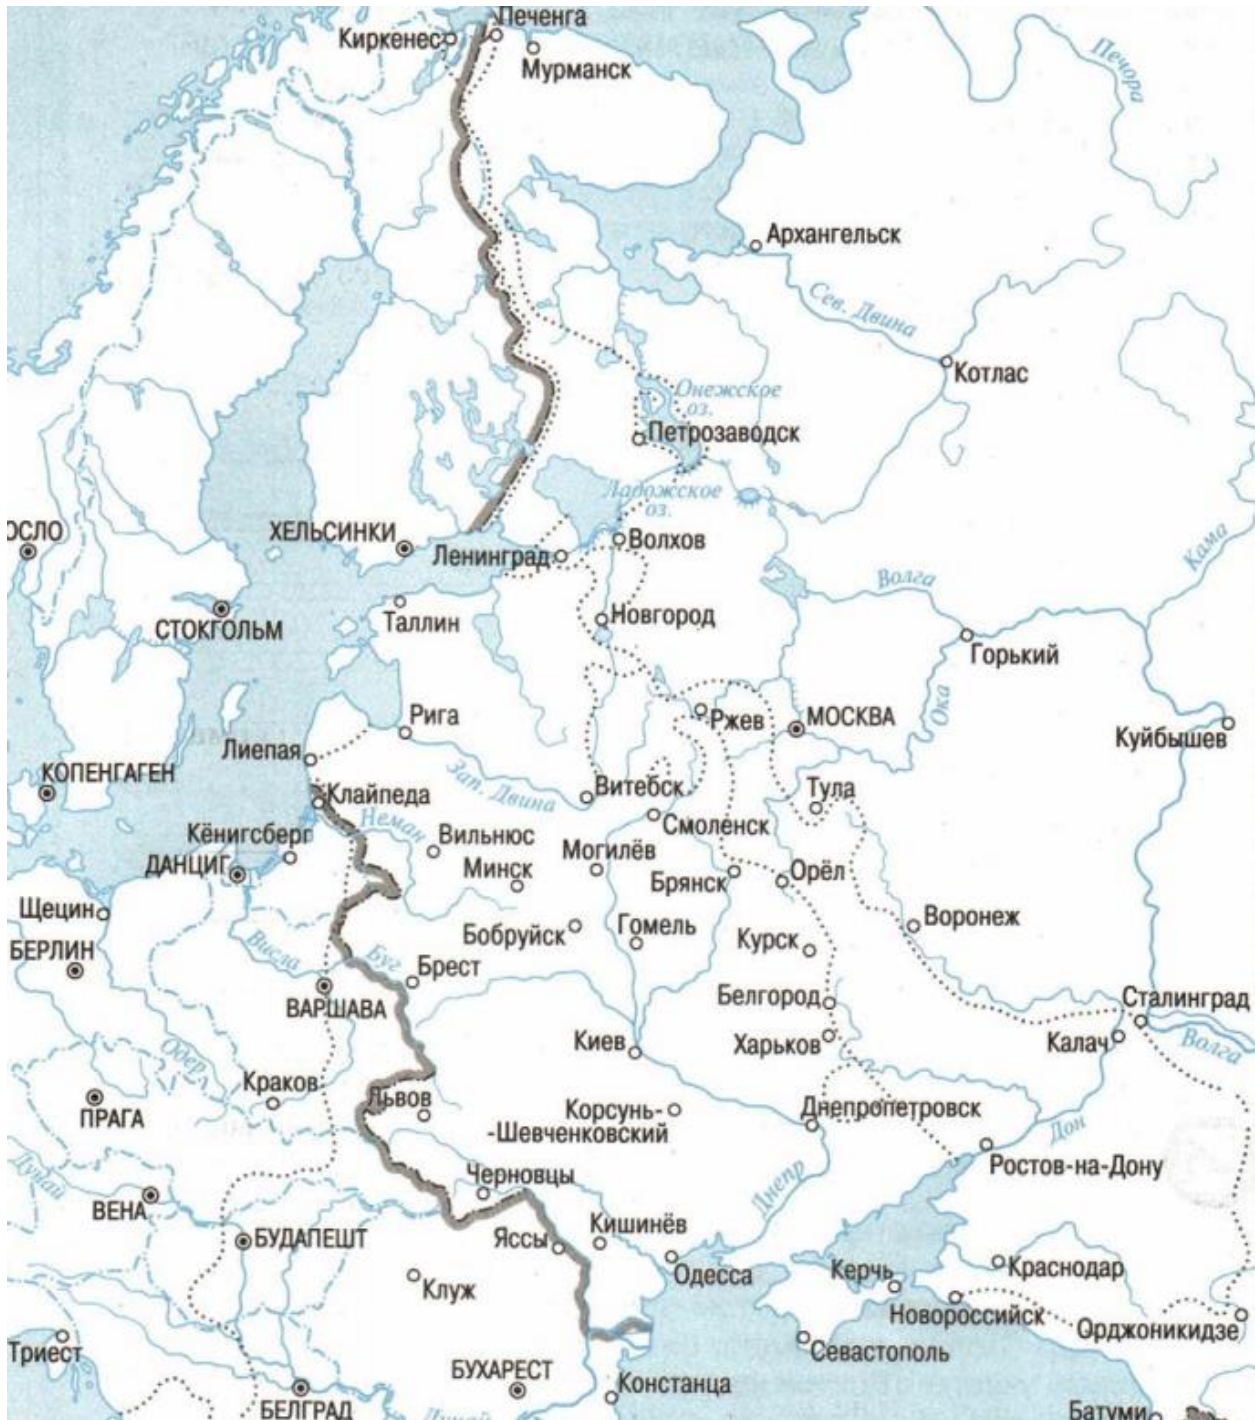 Печенга
Киркенес
Мурманск
Печора
Архангельск
Сев. Двина
Котлас
Онежское
оз.
Петрозаводск
Ладожское
оз.
ОСЛО
ХЕЛЬСИНКИ
Ленинград
Волхов
Кама
Волга
СТОКГОЛЬМ
Таллин
Новгород
Горький
Рига
Ржев
МОСКВА
Ока
Куйбышев
Лиепая
КОПЕНГАГЕН
Зап. Двина
Витебск
Тула
Клайпеда
Неман
Смоленск
Кёнигсберг
Вильнюс
Могилёв
ДАНЦИГ
Минск
Брянск
Орёл
Щецин
Бобруйск
Гомель
Воронеж
БЕРЛИН
Висла
Буг
Брест
Курск
ВАРШАВА
Белгород
Сталинград
Одер
Киев
Харьков
Калач
Волга
Краков
ПРАГА
Львов
Корсунь-
-Шевченковский
Днепропетровск
Дон
Ростов-на-Дону
Дунай
Черновцы
Днепр
ВЕНА
БУДАПЕШТ
Яссы
Кишинёв
Одесса
Керчь
Краснодар
Клуж
Новороссийск
Орджоникидзе
Триест
Севастополь
БУХАРЕСТ
Констанца
БЕЛГРАД
Дунай
Батуми